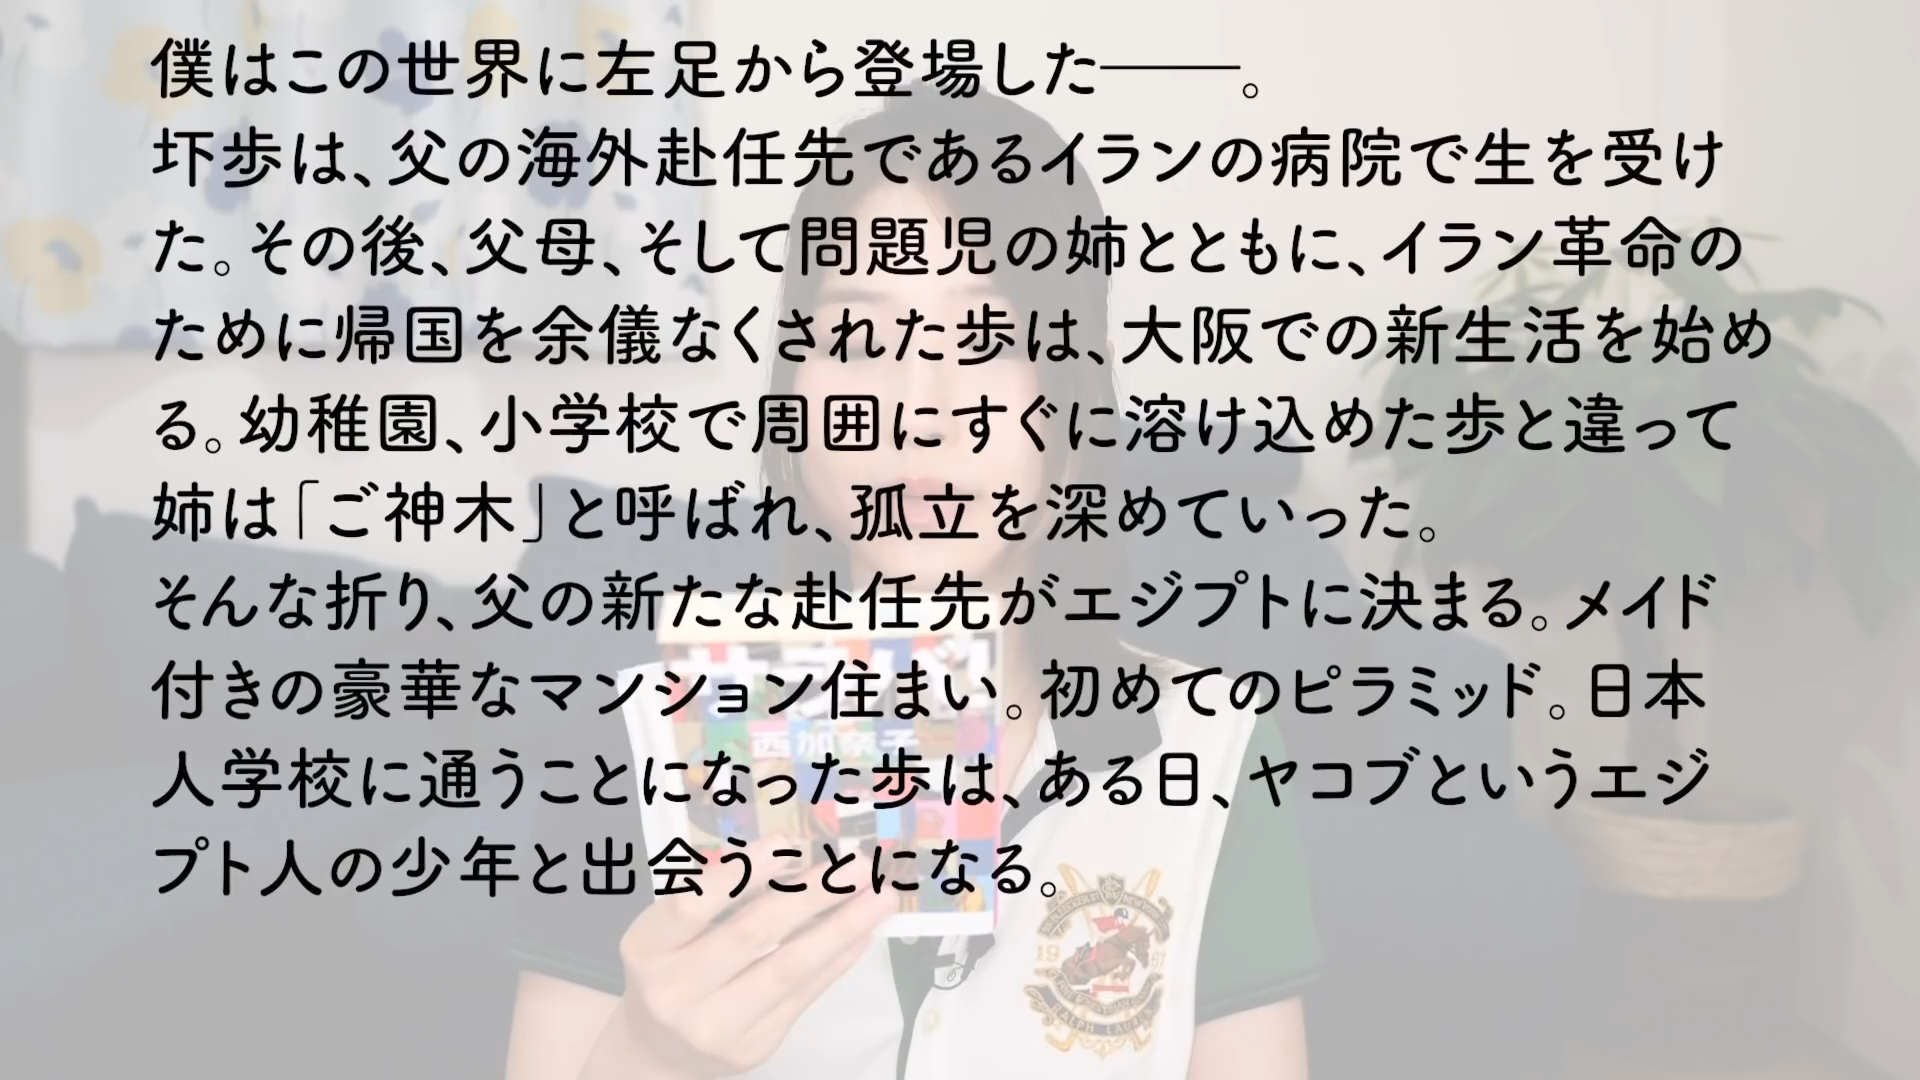 僕はこの世界に左足から登場した――。
圷歩は、父の海外赴任先であるイランの病院で生を受け
た。その後、父母、そして問題児の姉とともに、イラン革命の
ために帰国を余儀なくされた歩は、大阪での新生活を始め
る。幼稚園、小学校で周囲にすぐに溶け込めた歩と違って
姉は「ご神木」と呼ばれ、孤立を深めていった。
そんな折り、父の新たな赴任先がエジプトに決まる。メイド
付きの豪華なマンション住まい。初めてのピラミッド。日本
人学校に通うことになった歩は、ある日、ヤコブというエジ
プト人の少年と出会うことになる。
サラバ
西加奈子
19 67
RALPH LAUREN